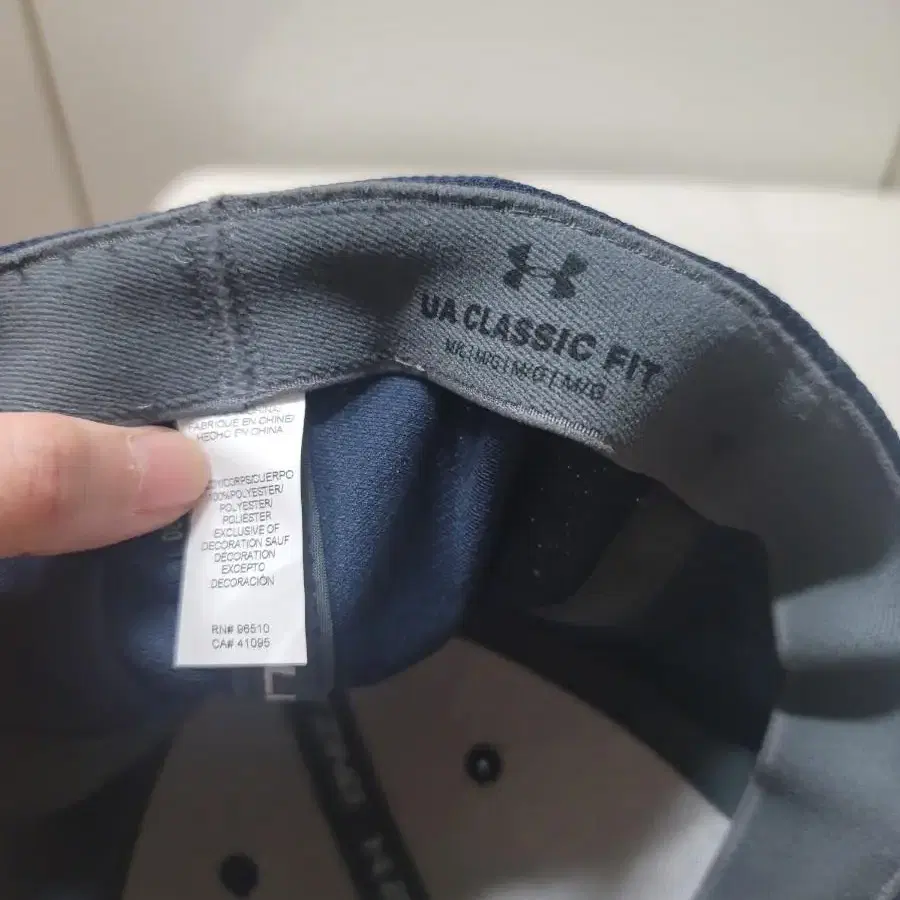 UA CLASSIC FIT
FABRIQUE EN CHINE/
HECHO EN CHINA
/CORPS/CUERPO
100%POLYESTER/
POLYESTER/
POLIÉSTER
EXCLUSIVE OF
DECORATION SAUF
DÉCORATION
EXCEPTO
DECORACIÓN
RN# 96510
CA# 41095